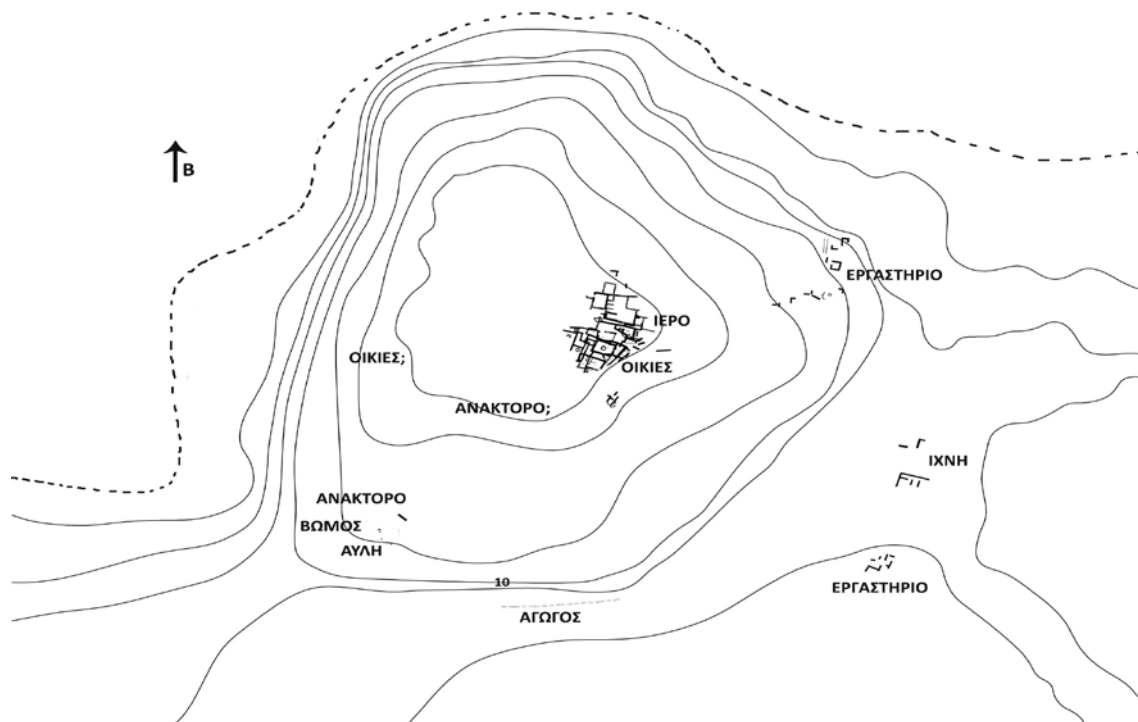 Β
ΕΡΓΑΣΤΗΡΙΟ
ΙΕΡΟ
ΟΙΚΙΕΣ;
ΟΙΚΙΕΣ
ΑΝΑΚΤΟΡΟ;
ΙΧΝΗ
ΑΝΑΚΤΟΡΟ
ΒΩΜΟΣ
ΑΥΛΗ
10
ΕΡΓΑΣΤΗΡΙΟ
ΑΓΩΓΟΣ